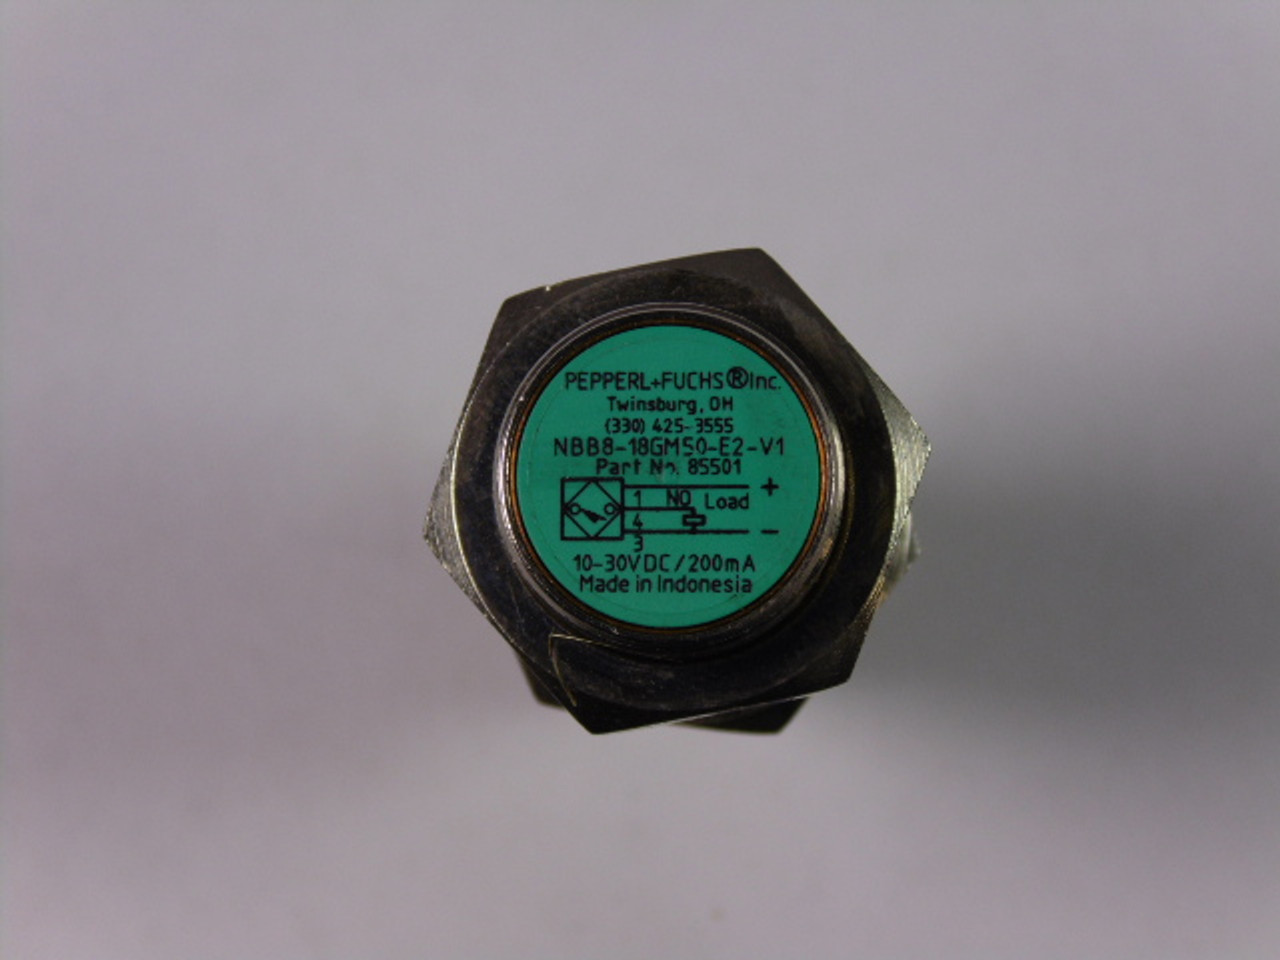 PEPPERL+FUCHS®Inc.
Twinsburg, OH
(330) 425-3555
NBB8-18GM50-E2-V1
Part No. 85501
1 NO Load +
4
3 -
10-30VDC/200mA
Made in Indonesia